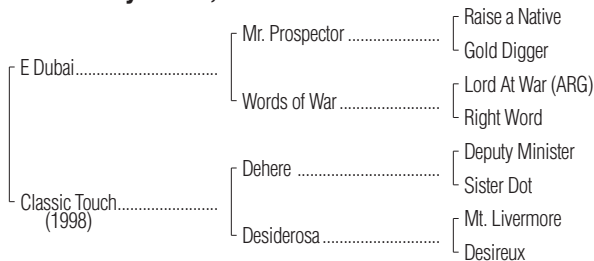 Raise a Native
Mr. Prospector
Gold Digger
E Dubai
Lord At War (ARG)
Words of War
Right Word
Deputy Minister
Dehere
Sister Dot
Classic Touch
(1998)
Mt. Livermore
Desiderosa
Desireux